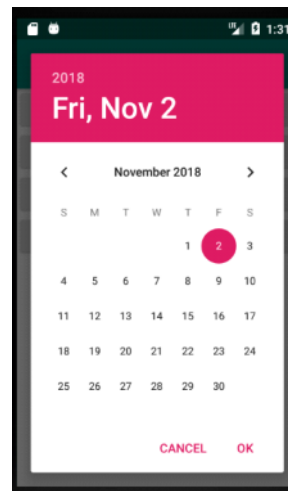 1:31
2018
Fri, Nov 2
November 2018
S M T W T F S
1 2 3
4 5 6 7 8 9 10
11 12 13 14 15 16 17
18 19 20 21 22 23 24
25 26 27 28 29 30
CANCEL OK